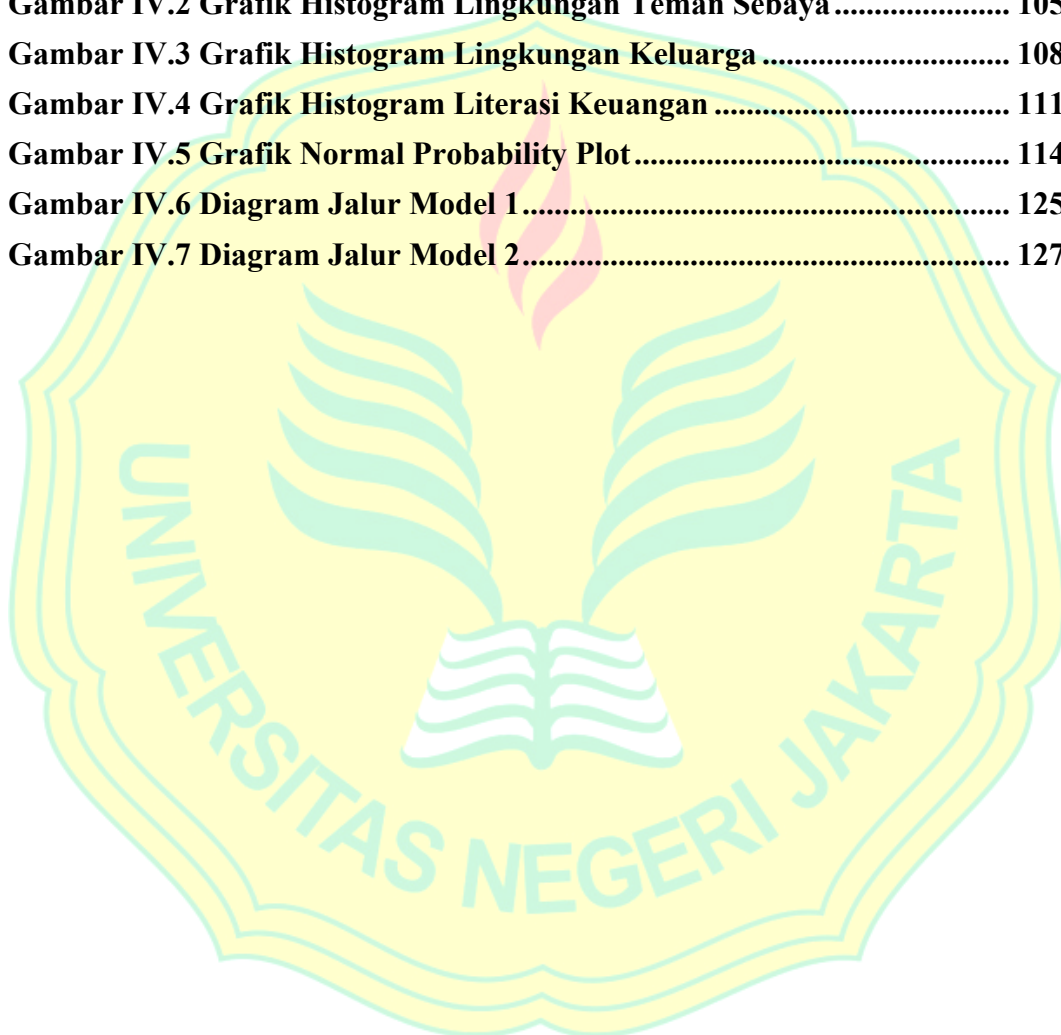 Gambar IV.2 Grafik Histogram Lingkungan Teman Sebaya..................... 105
Gambar IV.3 Grafik Histogram Lingkungan Keluarga.............................. 108
Gambar IV.4 Grafik Histogram Literasi Keuangan.................................... 111
Gambar IV.5 Grafik Normal Probability Plot............................................. 114
Gambar IV.6 Diagram Jalur Model 1.......................................................... 125
Gambar IV.7 Diagram Jalur Model 2.......................................................... 127
UNIVERSITAS NEGERI JAKARTA